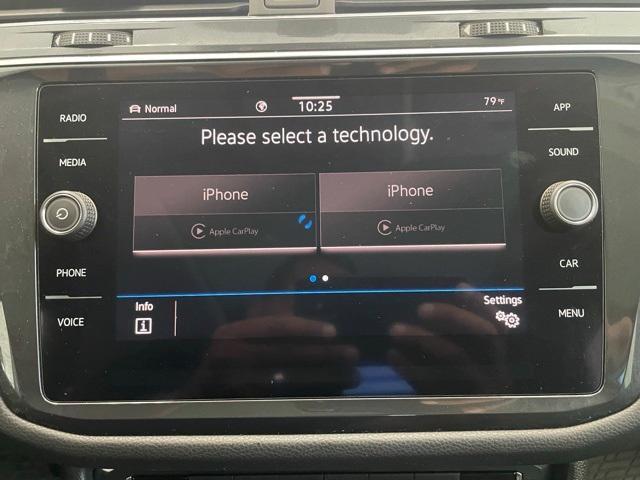 RADIO
MEDIA
PHONE
VOICE
Normal
10:25
79°F
Please select a technology.
iPhone
Apple CarPlay
iPhone
Apple CarPlay
Info
i
Settings
APP
SOUND
CAR
MENU